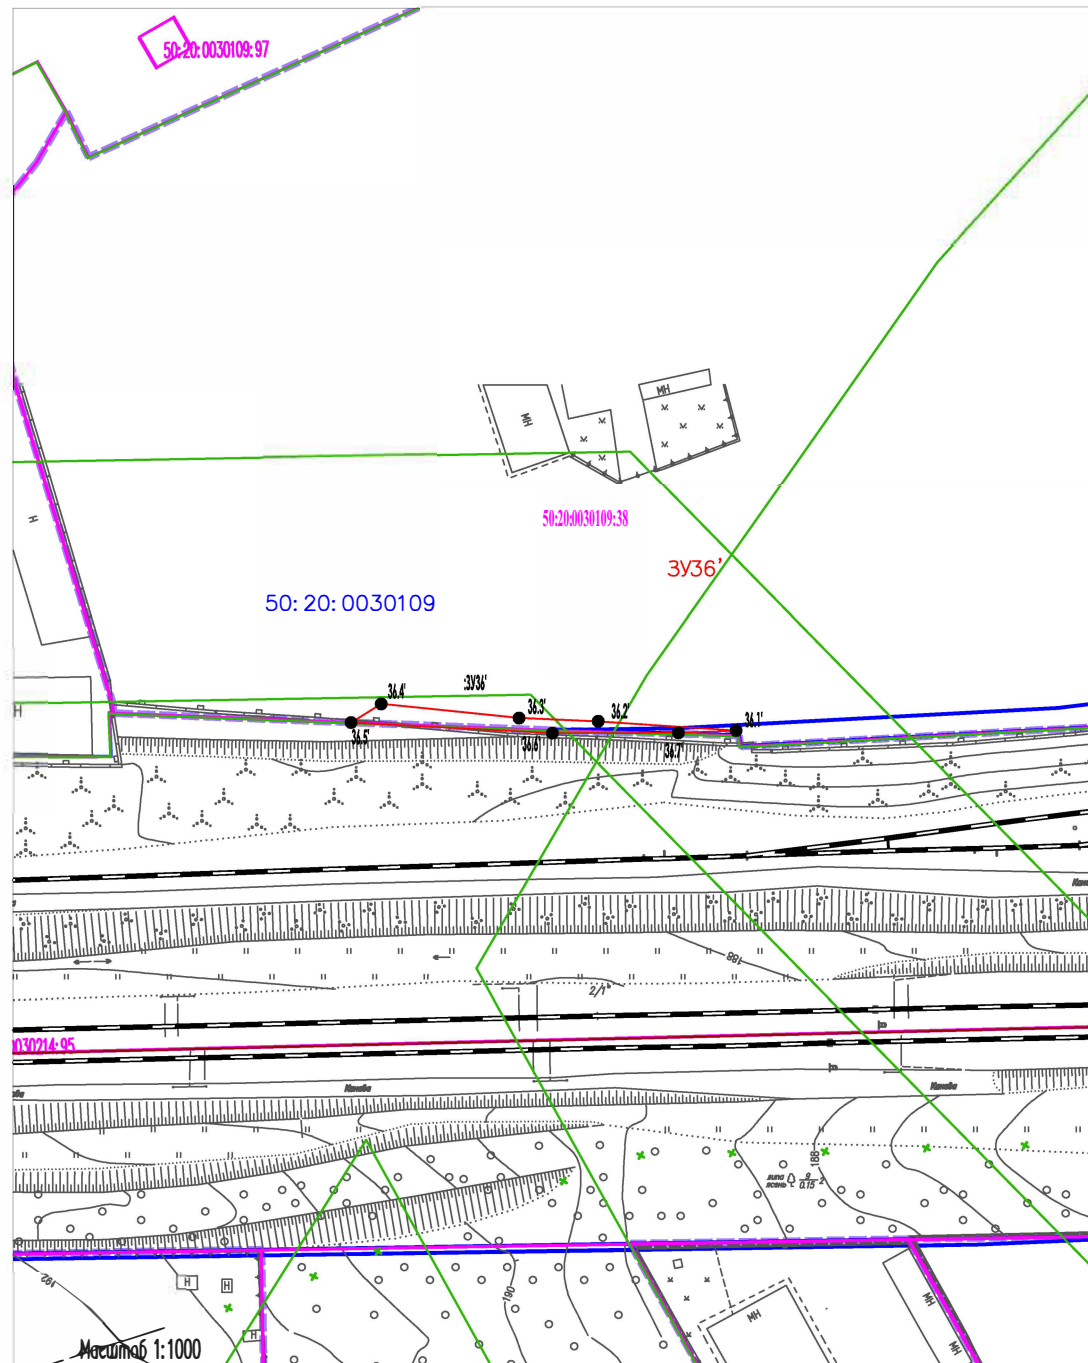 50:20:0030109:97
МН
МН
Н
50:20:0030109:38
ЗУ36'
50:20:0030109
:ЗУ36'
36.4'
36.3'
36.2'
36.1'
36.5'
36.6'
36.7'
Н
188
2/1"
0030214:95
Канава
Канава
188
190
192
Н
Н
Н
МН
МН
Масштаб 1:1000